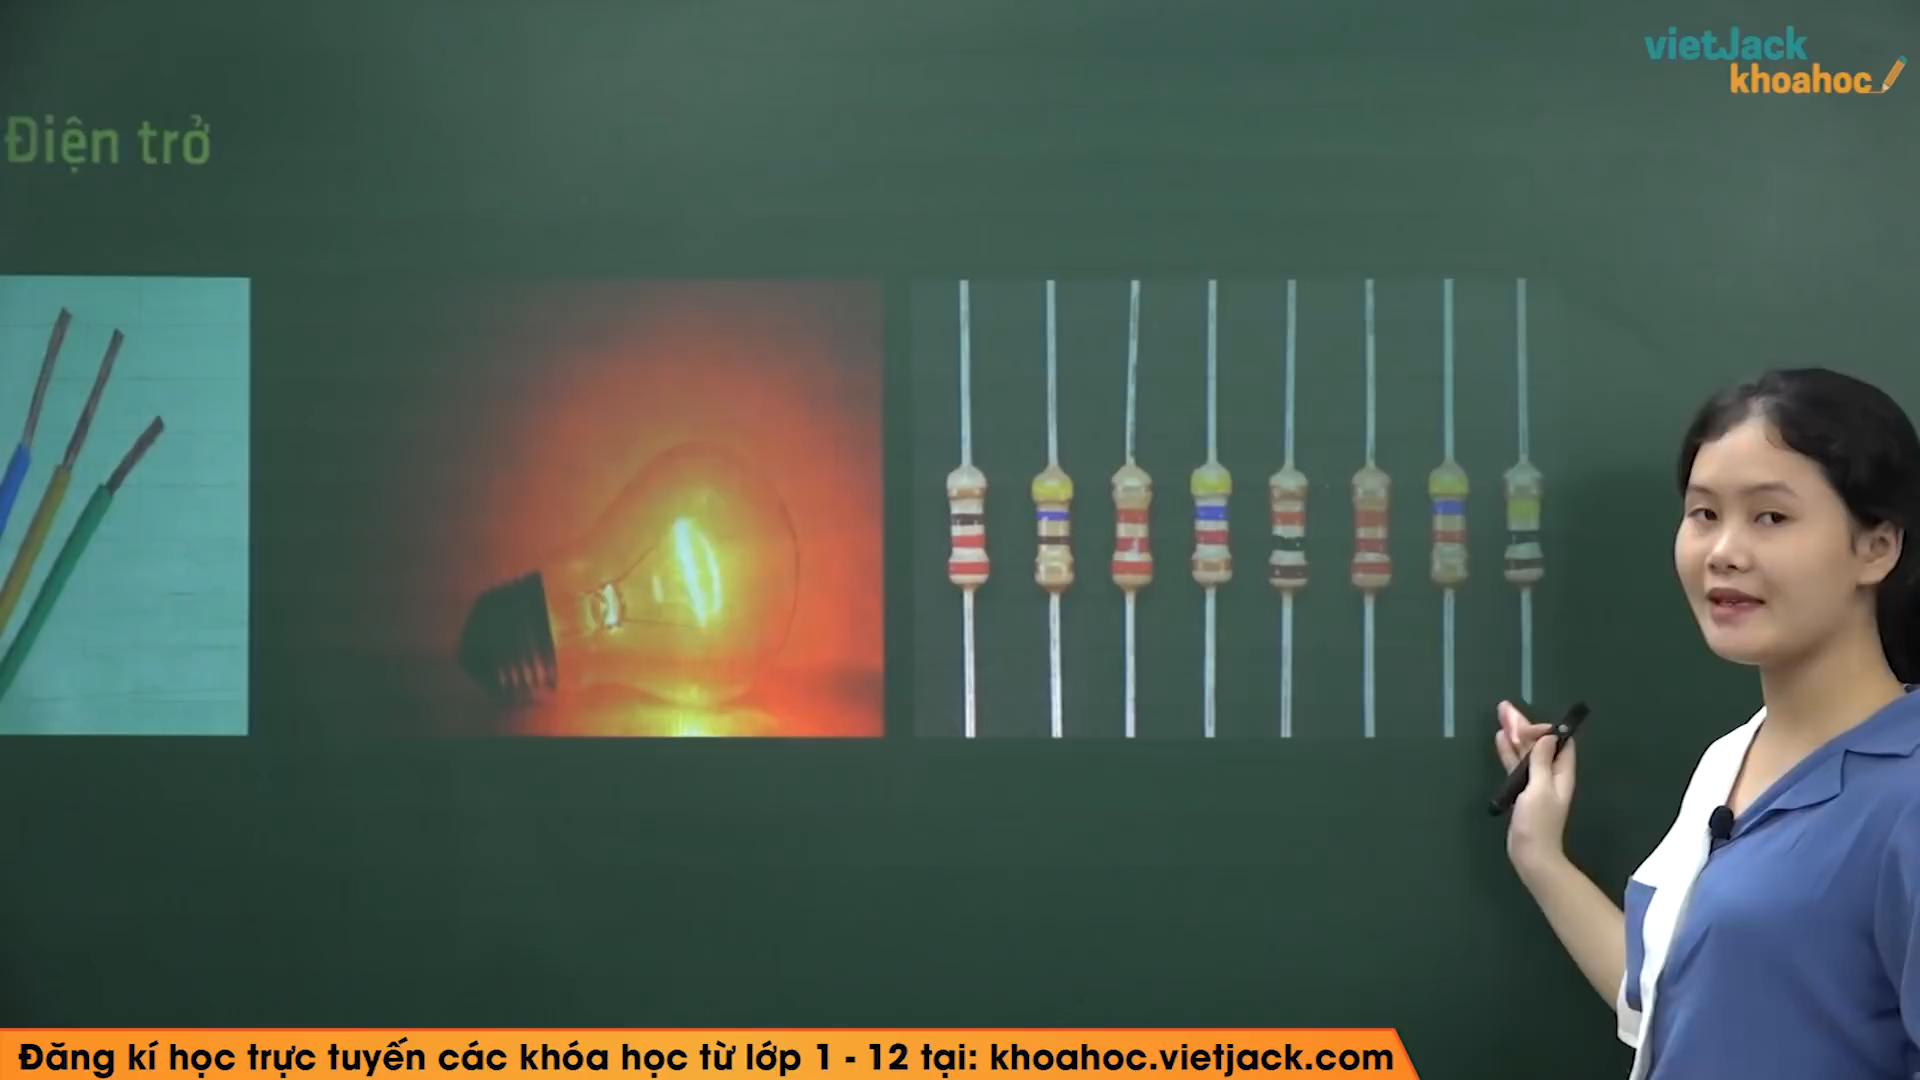 vietJack
khoahoc
Điện trở
Đăng kí học trực tuyến các khóa học từ lớp 1 - 12 tại: khoahoc.vietjack.com